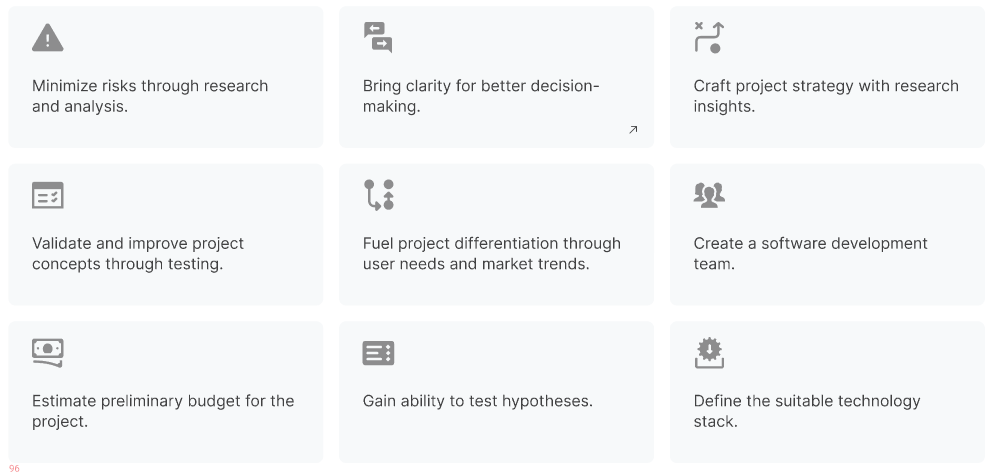 Minimize risks through research
and analysis.
Bring clarity for better decision-
making.
Craft project strategy with research
insights.
Validate and improve project
concepts through testing.
Fuel project differentiation through
user needs and market trends.
Create a software development
team.
Estimate preliminary budget for the
project.
Gain ability to test hypotheses.
Define the suitable technology
stack.
96